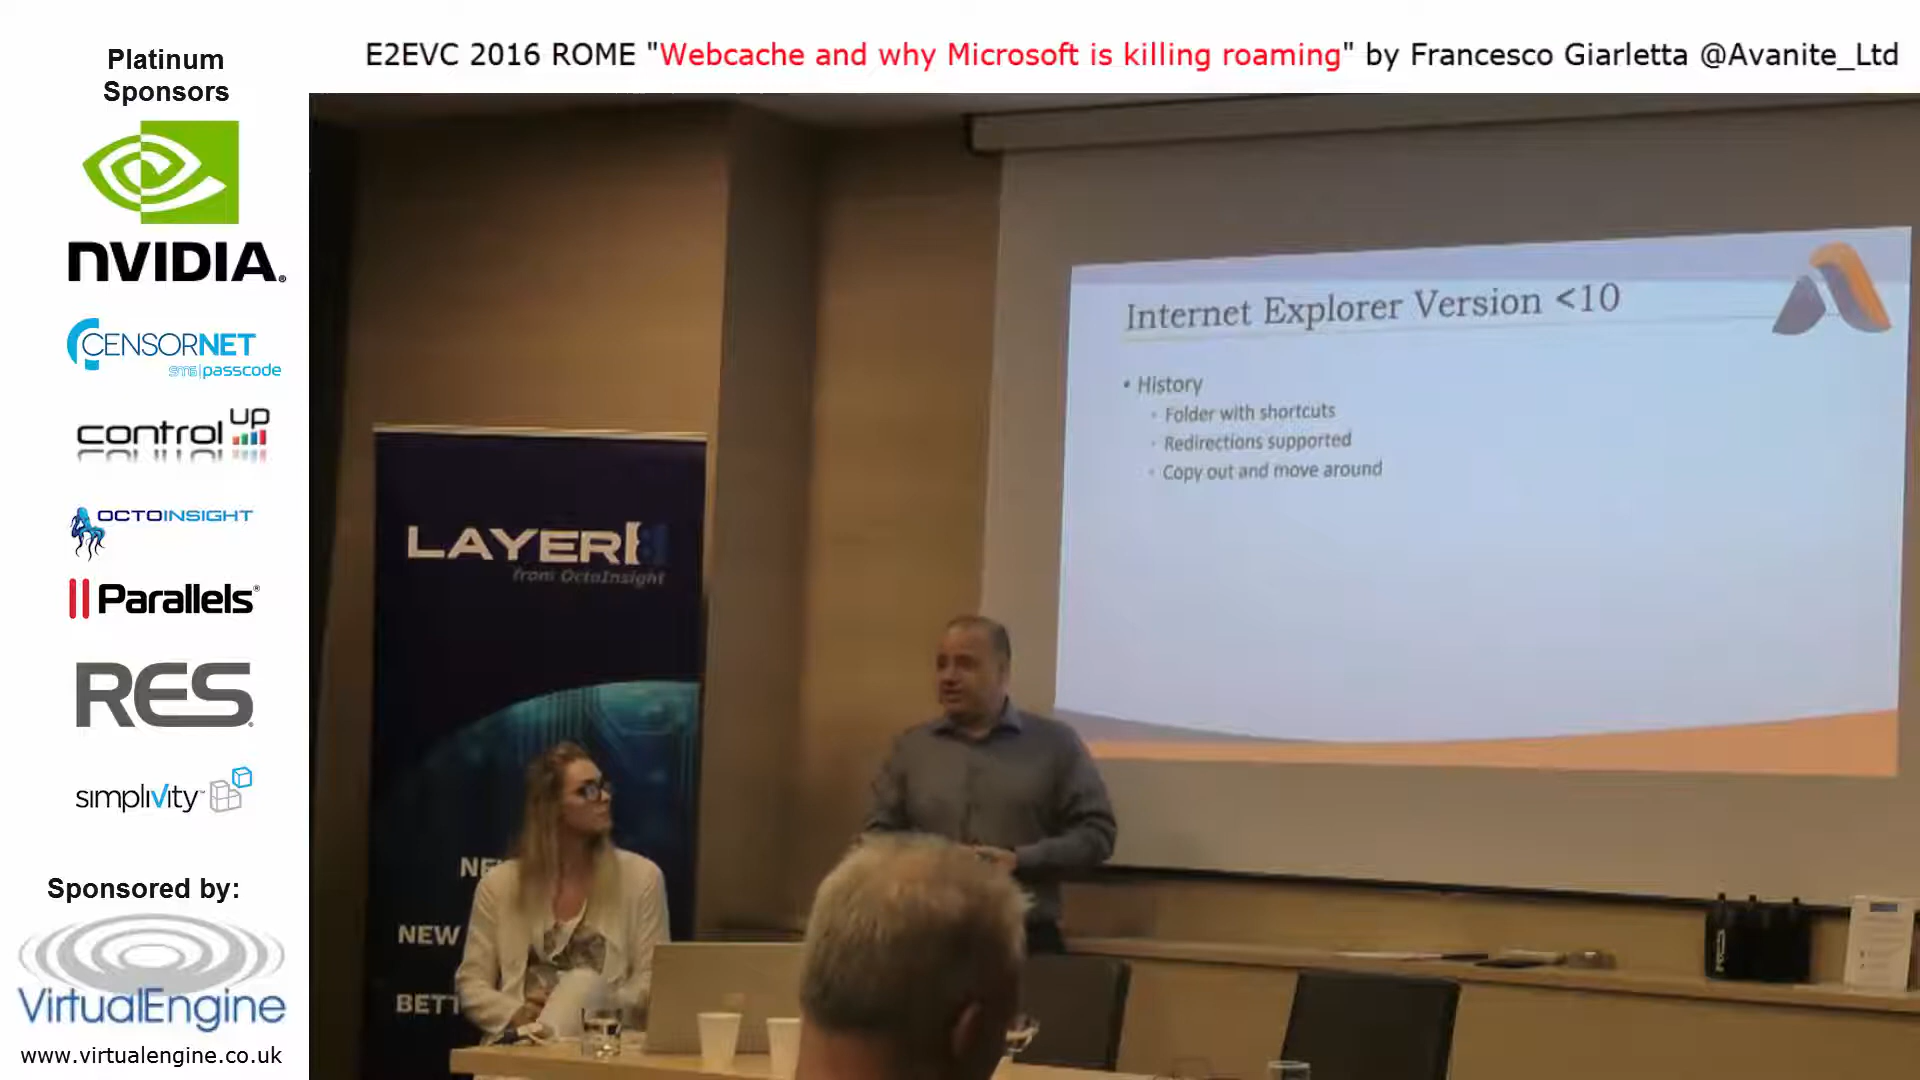 Platinum
Sponsors
E2EVC 2016 ROME "Webcache and why Microsoft is killing roaming" by Francesco Giarletta @Avanite_Ltd
NVIDIA®
CENSORNET
SMS|passcode
control UP
OCTOINSIGHT
Parallels®
RES
simplivity
Sponsored by:
VirtualEngine
www.virtualengine.co.uk
LAYER8
from OctoInsight
NEW
BETT
Internet Explorer Version <10
• History
◦ Folder with shortcuts
◦ Redirections supported
◦ Copy out and move around